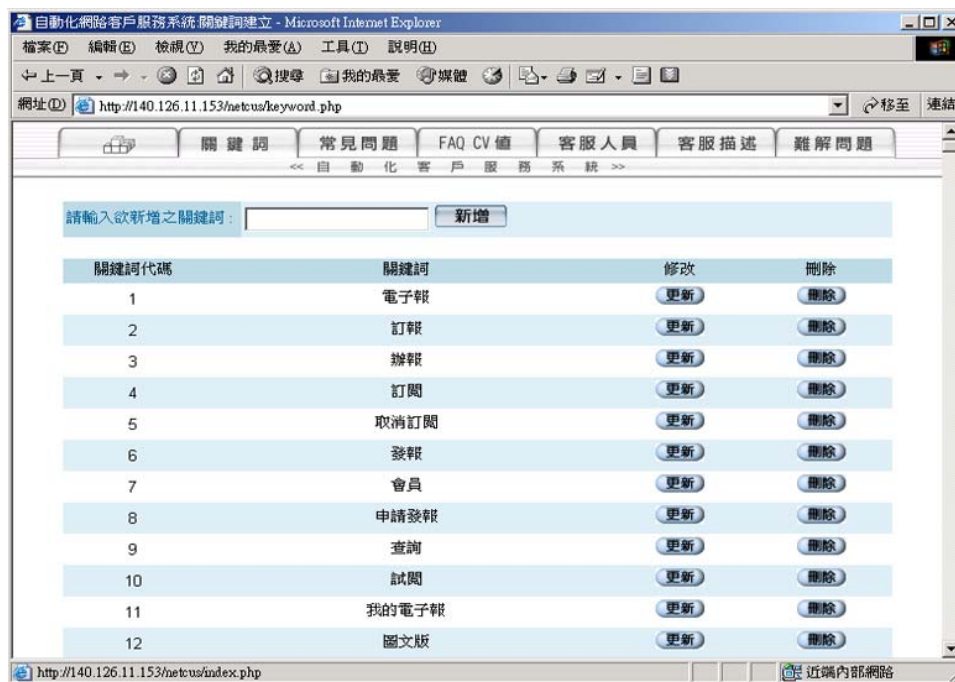 自動化網路客戶服務系統:關鍵詞建立 - Microsoft Internet Explorer
檔案(F) 編輯(E) 檢視(V) 我的最愛(A) 工具(T) 說明(H)
上一頁 搜尋 我的最愛 媒體
網址(D) http://140.126.11.153/netcus/keyword.php 移至 連結
關鍵詞 常見問題 FAQ CV值 客服人員 客服描述 難解問題
<< 自動化客戶服務系統 >>
請輸入欲新增之關鍵詞: 新增
關鍵詞代碼 關鍵詞 修改 刪除
1 電子報 更新 刪除
2 訂報 更新 刪除
3 辦報 更新 刪除
4 訂閱 更新 刪除
5 取消訂閱 更新 刪除
6 發報 更新 刪除
7 會員 更新 刪除
8 申請發報 更新 刪除
9 查詢 更新 刪除
10 試閱 更新 刪除
11 我的電子報 更新 刪除
12 圖文版 更新 刪除
http://140.126.11.153/netcus/index.php 近端內部網路